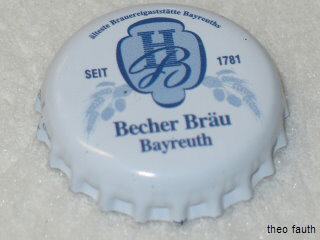 älteste Brauereigaststätte Bayreuths
HB
SEIT 1781
Becher Bräu
Bayreuth
theo fauth